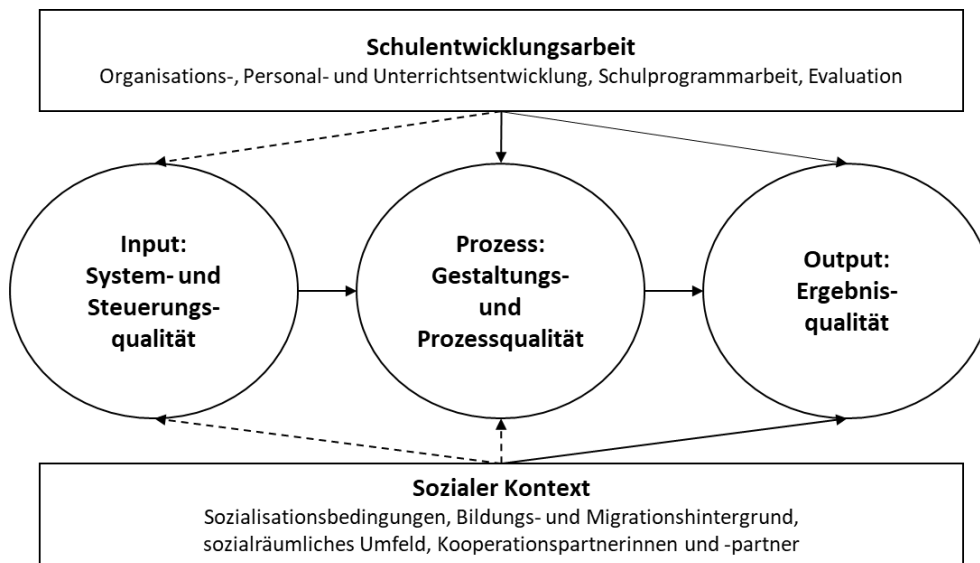 Schulentwicklungsarbeit
Organisations-, Personal- und Unterrichtsentwicklung, Schulprogrammarbeit, Evaluation
Input:
System- und
Steuerungs-
qualität
Prozess:
Gestaltungs-
und
Prozessqualität
Output:
Ergebnis-
qualität
Sozialer Kontext
Sozialisationsbedingungen, Bildungs- und Migrationshintergrund,
sozialräumliches Umfeld, Kooperationspartnerinnen und -partner